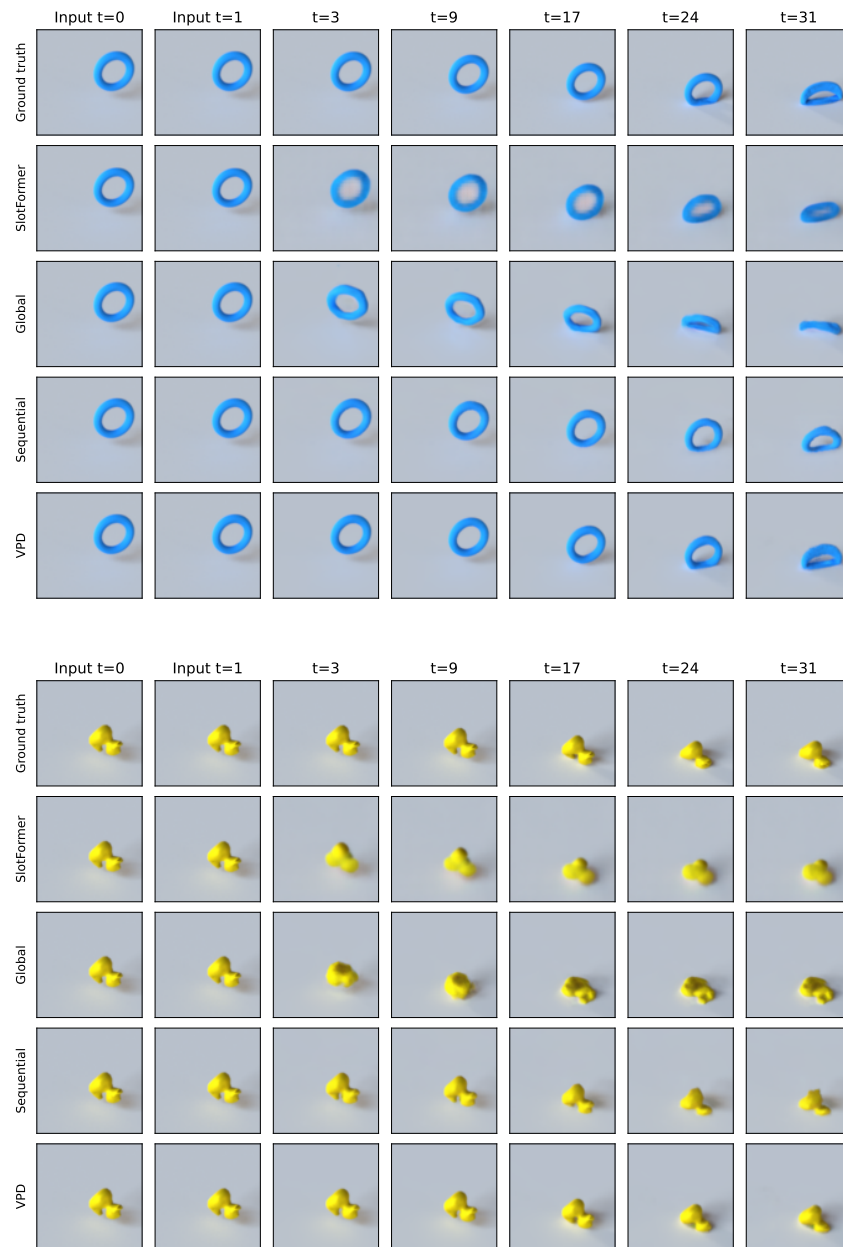 Input t=0 Input t=1 t=3 t=9 t=17 t=24 t=31
Ground truth
SlotFormer
Global
Sequential
VPD
Input t=0 Input t=1 t=3 t=9 t=17 t=24 t=31
Ground truth
SlotFormer
Global
Sequential
VPD